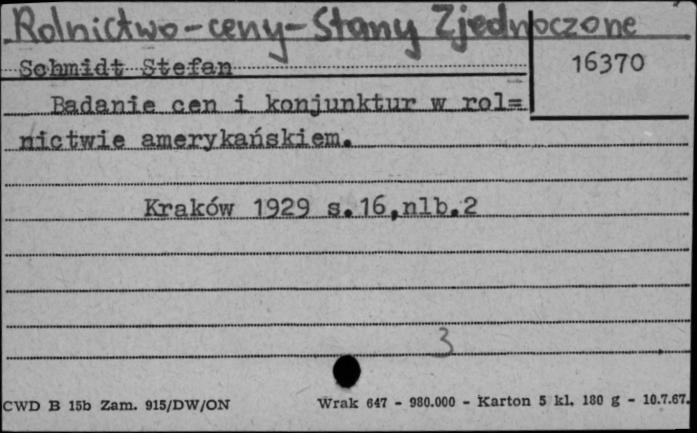 Rolnictwo-ceny-Stany Zjednoczone
Schmidt Stefan
16370
Badanie cen i konjunktur w rol=
nictwie amerykańskiem.
Kraków 1929 s.16,nlb.2
3
CWD B 15b Zam. 915/DW/ON Wrak 647 - 980.000 - Karton 5 kl. 180 g - 10.7.67.